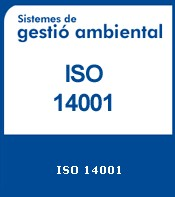 Sistemes de
gestió ambiental
ISO
14001
ISO 14001